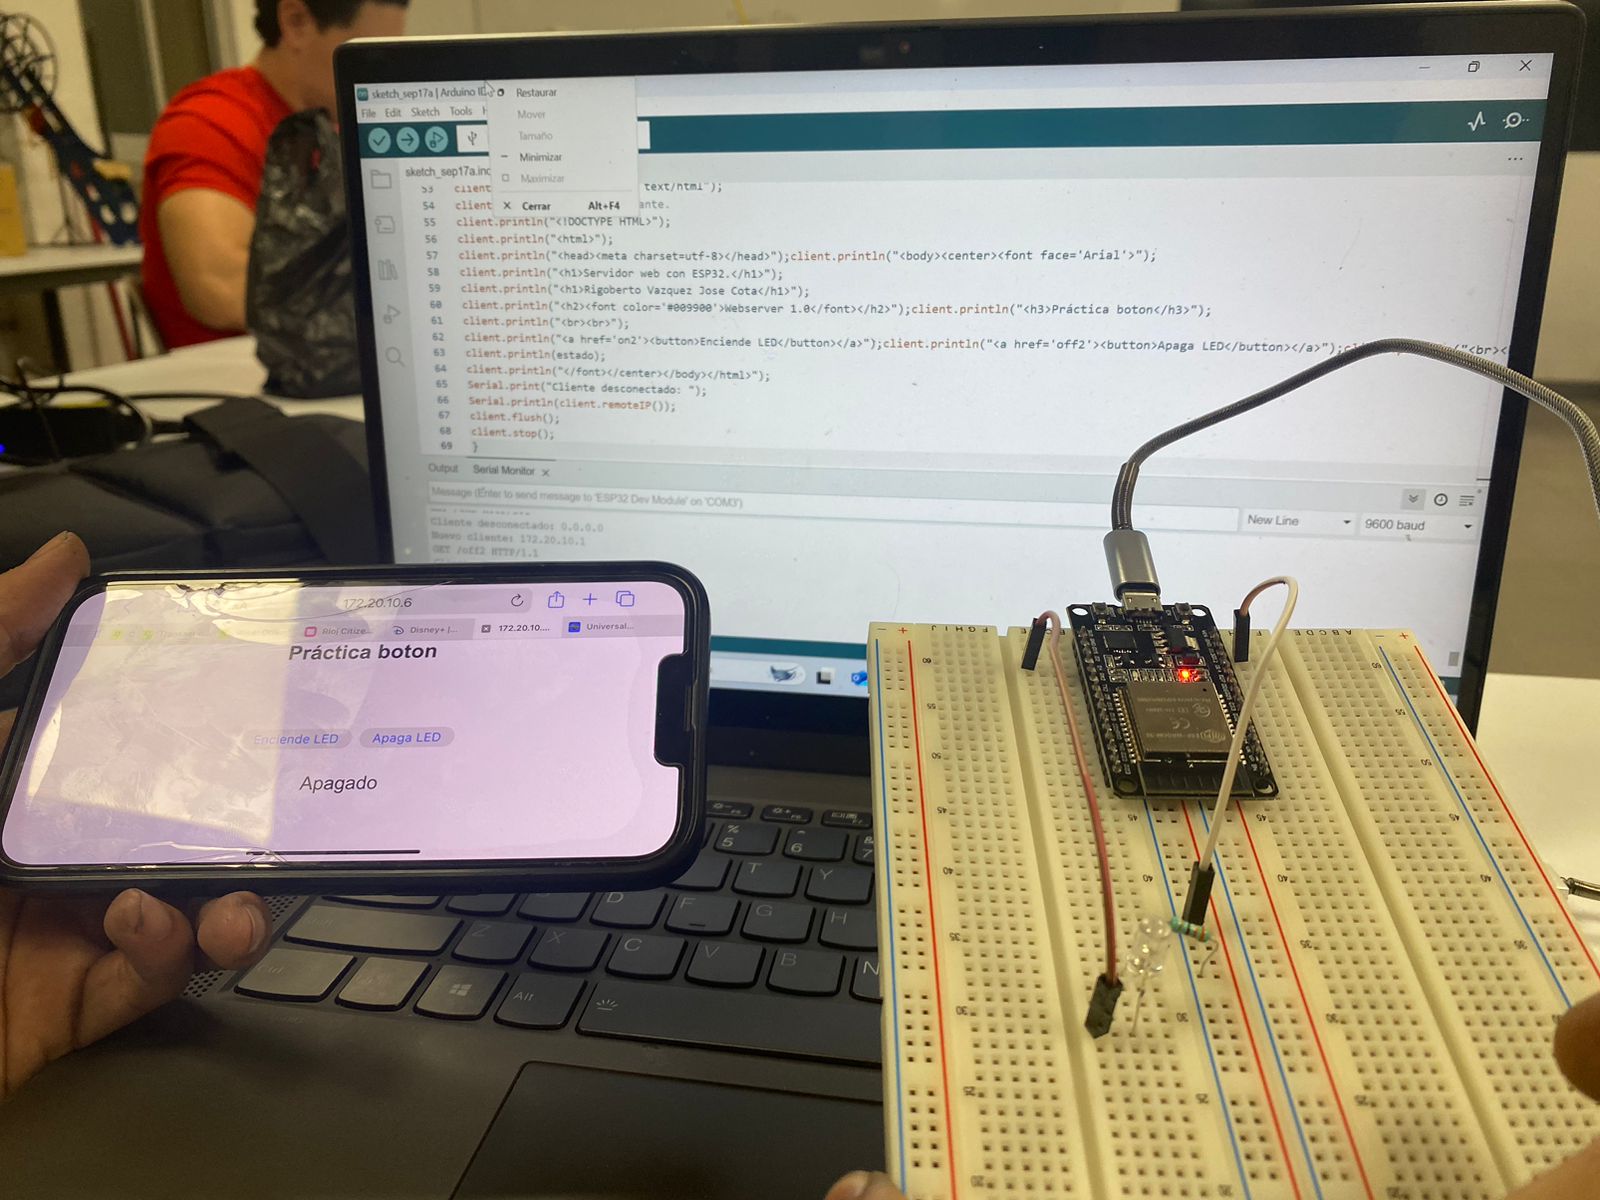 sketch_sep17a | Arduino ID
File Edit Sketch Tools H
Restaurar
Mover
Tamaño
Minimizar
Maximizar
Cerrar Alt+F4
sketch_sep17a.ino
53 client text/html");
54 client ante.
55 client.println("<!DOCTYPE HTML>");
56 client.println("<html>");
57 client.println("<head><meta charset=utf-8></head>");client.println("<body><center><font face='Arial'>");
58 client.println("<h1>Servidor web con ESP32.</h1>");
59 client.println("<h1>Rigoberto Vazquez Jose Cota</h1>");
60 client.println("<h2><font color='#009900'>Webserver 1.0</font></h2>");client.println("<h3>Práctica boton</h3>");
61 client.println("<br><br>");
62 client.println("<a href='on2'><button>Enciende LED</button></a>");client.println("<a href='off2'><button>Apaga LED</button></a>"); "<br><
63 client.println(estado);
64 client.println("</font></center></body></html>");
65 Serial.print("Cliente desconectado: ");
66 Serial.println(client.remoteIP());
67 client.flush();
68 client.stop();
69 }
Output Serial Monitor
Message (Enter to send message to 'ESP32 Dev Module' on 'COM3')
New Line 9600 baud
Cliente desconectado: 0.0.0.0
Nuevo cliente: 172.20.10.1
GET /off2 HTTP/1.1
172.20.10.6
Disney+ |...
172.20.10....
Universal...
Práctica boton
Enciende LED Apaga LED
Apagado